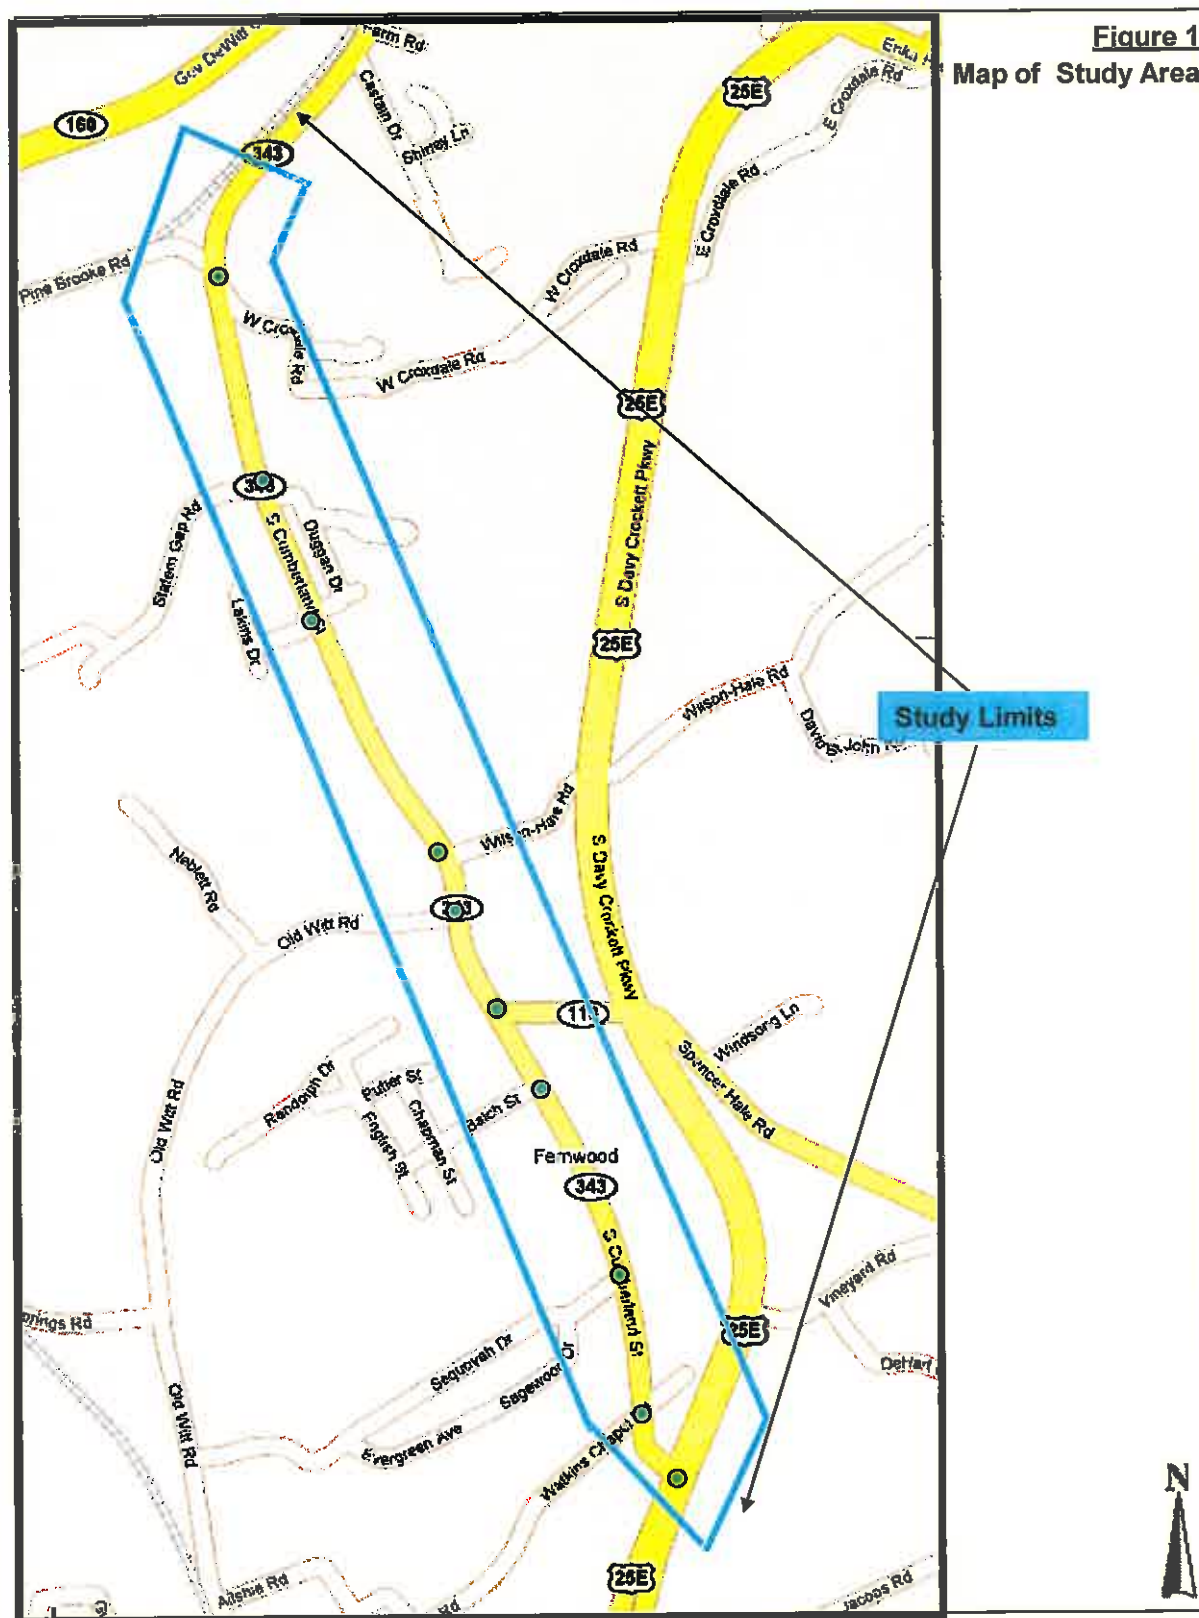 Figure 1
Map of Study Area
Farm Rd
Enka
160
25E
E Croxdale Rd
Castain Dr
Shirley Ln
343
E Croxdale Rd
W Croxdale Rd
Pine Brooke Rd
W Croxdale Rd
W Croxdale Rd
25E
S Davy Crockett Pkwy
Statem Gap Rd
S Cumberland St
Duggan Dr
Lakins Dr
25E
Wilson-Hale Rd
Study Limits
David St John
Wilson-Hale Rd
S Davy Crockett Pkwy
Neblett Rd
Old Witt Rd
Windsong Ln
Spencer Hale Rd
Randolph Dr
Putter St
Old Witt Rd
Chapman St
English St
Balch St
Fernwood
343
S Cumberland St
Vineyard Rd
25E
Sequoyah Dr
Sagewood Dr
Old Witt Rd
Evergreen Ave
Watkins Chapel
N
25E
Rd
Jacobs Rd